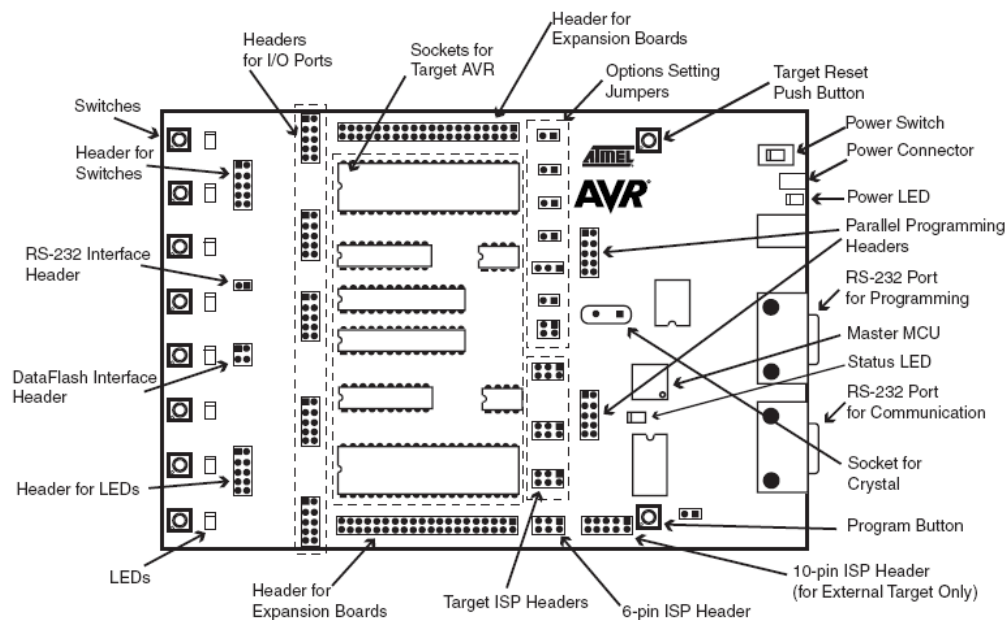 Header for
Expansion Boards
Headers
for I/O Ports
Sockets for
Target AVR
Options Setting
Jumpers
Target Reset
Push Button
Switches
Header for
Switches
Power Switch
Power Connector
ATMEL
AVR®
Power LED
Parallel Programming
Headers
RS-232 Interface
Header
RS-232 Port
for Programming
Master MCU
Status LED
DataFlash Interface
Header
RS-232 Port
for Communication
Socket for
Crystal
Header for LEDs
Program Button
LEDs
Header for
Expansion Boards
Target ISP Headers
6-pin ISP Header
10-pin ISP Header
(for External Target Only)